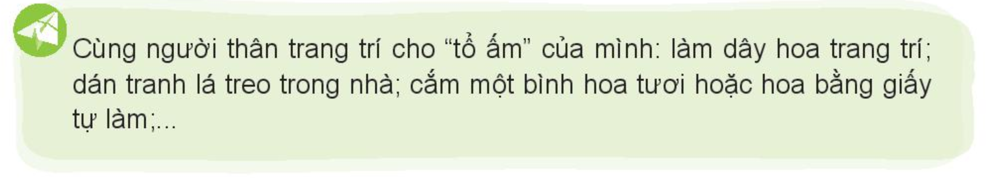 Cùng người thân trang trí cho “tổ ấm” của mình: làm dây hoa trang trí;
dán tranh lá treo trong nhà; cắm một bình hoa tươi hoặc hoa bằng giấy
tự làm;...